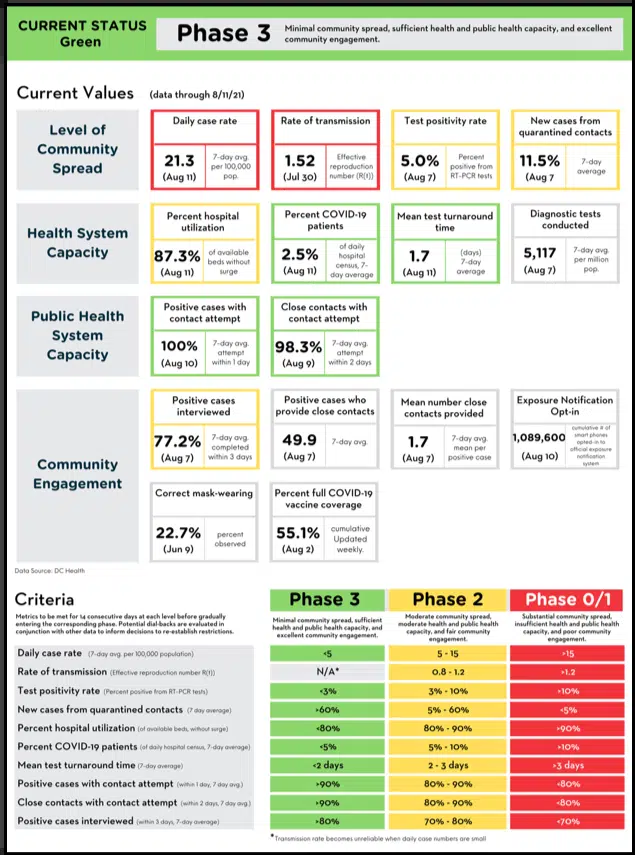 CURRENT STATUS
Green
Phase 3
Minimal community spread, sufficient health and public health capacity, and excellent
community engagement.
Current Values (data through 8/11/21)
Level of
Community
Spread
Daily case rate
21.3
(Aug 11)
7-day avg.
per 100,000
pop.
Rate of transmission
1.52
(Jul 30)
Effective
reproduction
number (R(t))
Test positivity rate
5.0%
(Aug 7)
Percent
positive from
RT-PCR tests
New cases from
quarantined contacts
11.5%
(Aug 7
7-day
average
Health System
Capacity
Percent hospital
utilization
87.3%
(Aug 11)
of available
beds without
surge
Percent COVID-19
patients
2.5%
(Aug 11)
of daily
hospital
census, 7-
day average
Mean test turnaround
time
1.7
(Aug 11)
(days)
7-day
average
Diagnostic tests
conducted
5,117
(Aug 7)
7-day avg.
per million
pop.
Public Health
System
Capacity
Positive cases with
contact attempt
100%
(Aug 10)
7-day avg.
attempt
within 1 day
Close contacts with
contact attempt
98.3%
(Aug 9)
7-day avg.
attempt
within 2 days
Community
Engagement
Positive cases
interviewed
77.2%
(Aug 7)
7-day avg.
completed
within 3 days
Positive cases who
provide close contacts
49.9
(Aug 7)
7-day avg.
Mean number close
contacts provided
1.7
(Aug 7)
7-day avg.
mean per
positive case
Exposure Notification
Opt-in
1,089,600
(Aug 10)
cumulative # of
smart phones
opted-in to
official exposure
notification
system
Correct mask-wearing
22.7%
(Jun 9)
percent
observed
Percent full COVID-19
vaccine coverage
55.1%
(Aug 2)
cumulative
Updated
weekly.
Data Source: DC Health
Criteria
Metrics to be met for 14 consecutive days at each level before gradually
entering the corresponding phase. Potential dial-backs are evaluated in
conjunction with other data to inform decisions to re-establish restrictions.
Phase 3
Minimal community spread, sufficient
health and public health capacity, and
excellent community engagement.
Phase 2
Moderate community spread,
moderate health and public health
capacity, and fair community
engagement.
Phase 0/1
Substantial community spread,
insufficient health and public health
capacity, and poor community
engagement.
Daily case rate (7-day avg. per 100,000 population) <5 5 - 15 >15
Rate of transmission (Effective reproduction number R(t)) N/A* 0.8 - 1.2 >1.2
Test positivity rate (Percent positive from RT-PCR tests) <3% 3% - 10% >10%
New cases from quarantined contacts (7 day average) >60% 5% - 60% <5%
Percent hospital utilization (of available beds, without surge) <80% 80% - 90% >90%
Percent COVID-19 patients (of daily hospital census, 7-day average) <5% 5% - 10% >10%
Mean test turnaround time (7-day average) <2 days 2 - 3 days >3 days
Positive cases with contact attempt (within 1 day, 7 day avg.) >90% 80% - 90% <80%
Close contacts with contact attempt (within 2 days, 7 day avg.) >90% 80% - 90% <80%
Positive cases interviewed (within 3 days, 7-day average) >80% 70% - 80% <70%
*Transmission rate becomes unreliable when daily case numbers are small